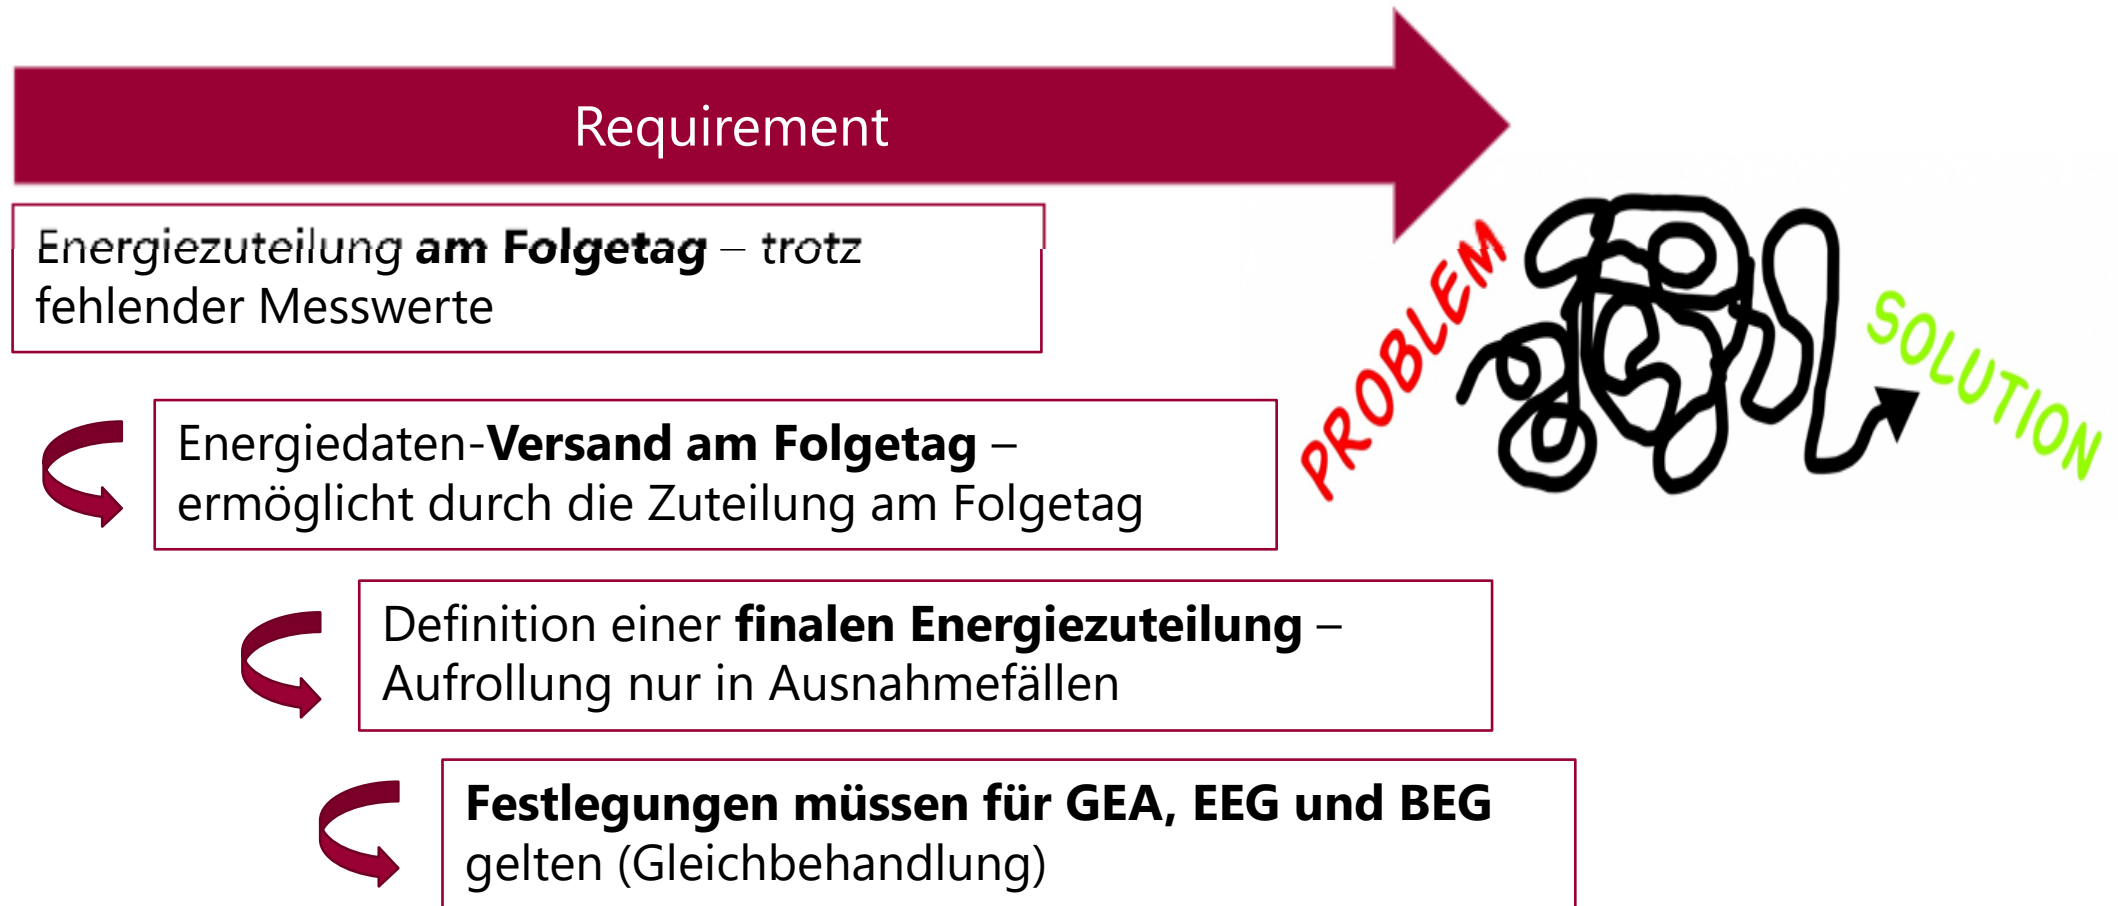 Requirement
Energiezuteilung am Folgetag – trotz
fehlender Messwerte
Energiedaten-Versand am Folgetag –
ermöglicht durch die Zuteilung am Folgetag
Definition einer finalen Energiezuteilung –
Aufrollung nur in Ausnahmefällen
Festlegungen müssen für GEA, EEG und BEG
gelten (Gleichbehandlung)
PROBLEM
SOLUTION